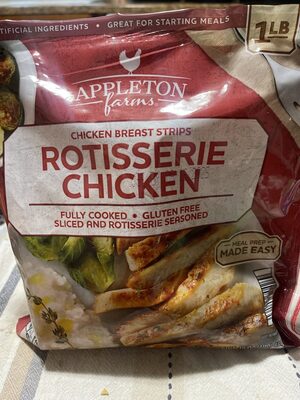 TIFICIAL INGREDIENTS • GREAT FOR STARTING MEALS
1 LB
APPLETON
farms
CHICKEN BREAST STRIPS
ROTISSERIE
CHICKEN
FULLY COOKED • GLUTEN FREE
SLICED AND ROTISSERIE SEASONED
MEAL PREP
MADE EASY